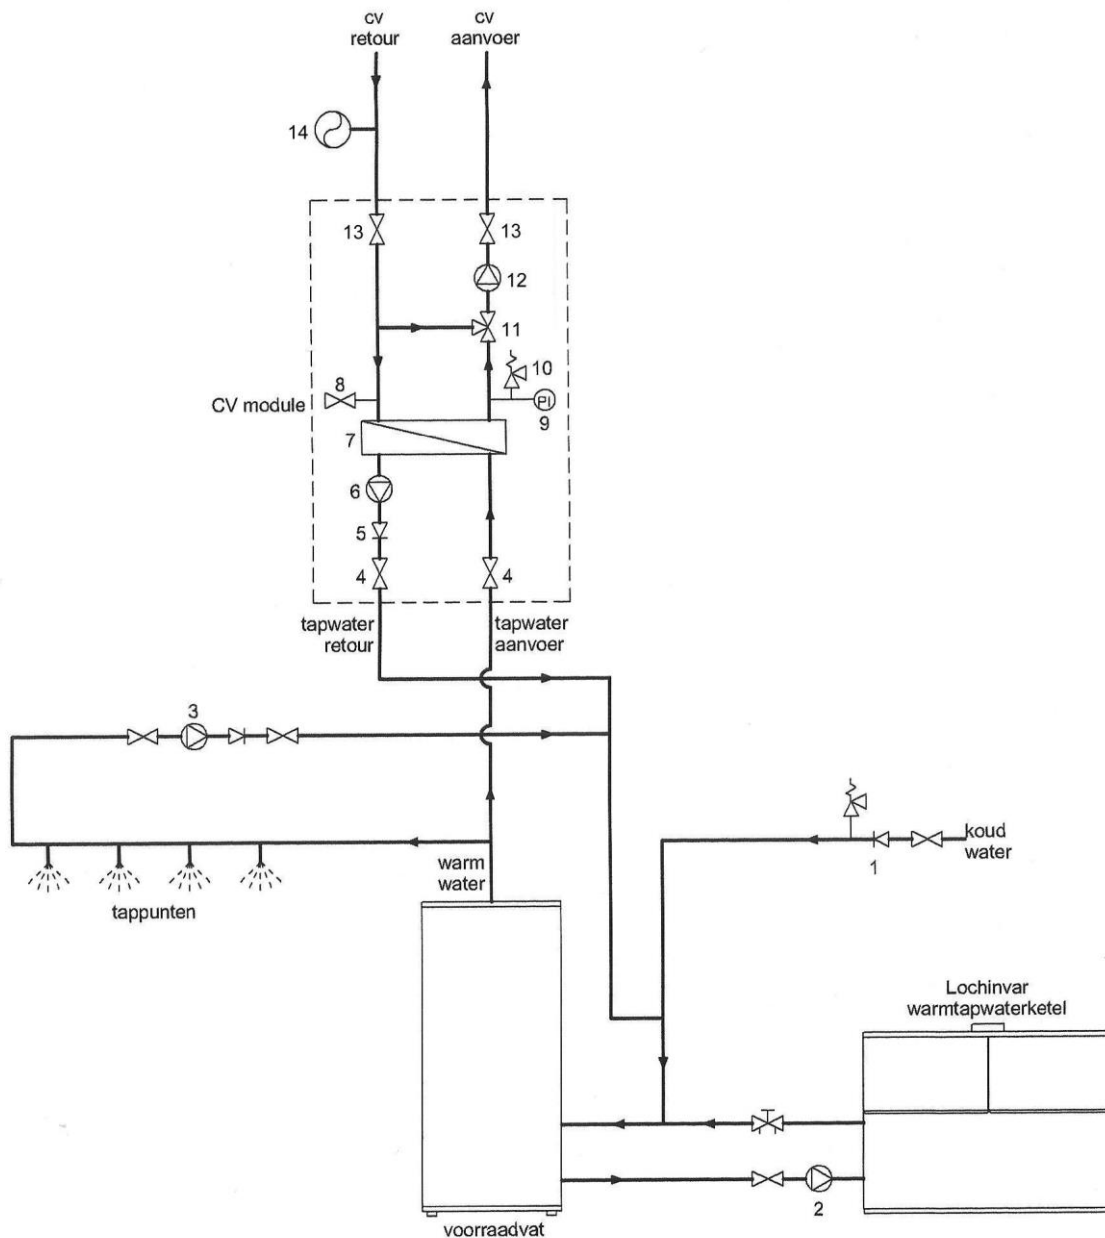 cv
retour
cv
aanvoer
14
13
13
12
11
10
8
CV module
PI
9
7
6
5
4
4
tapwater
retour
tapwater
aanvoer
3
koud
water
1
warm
water
tappunten
Lochinvar
warmtapwaterketel
2
voorraadvat